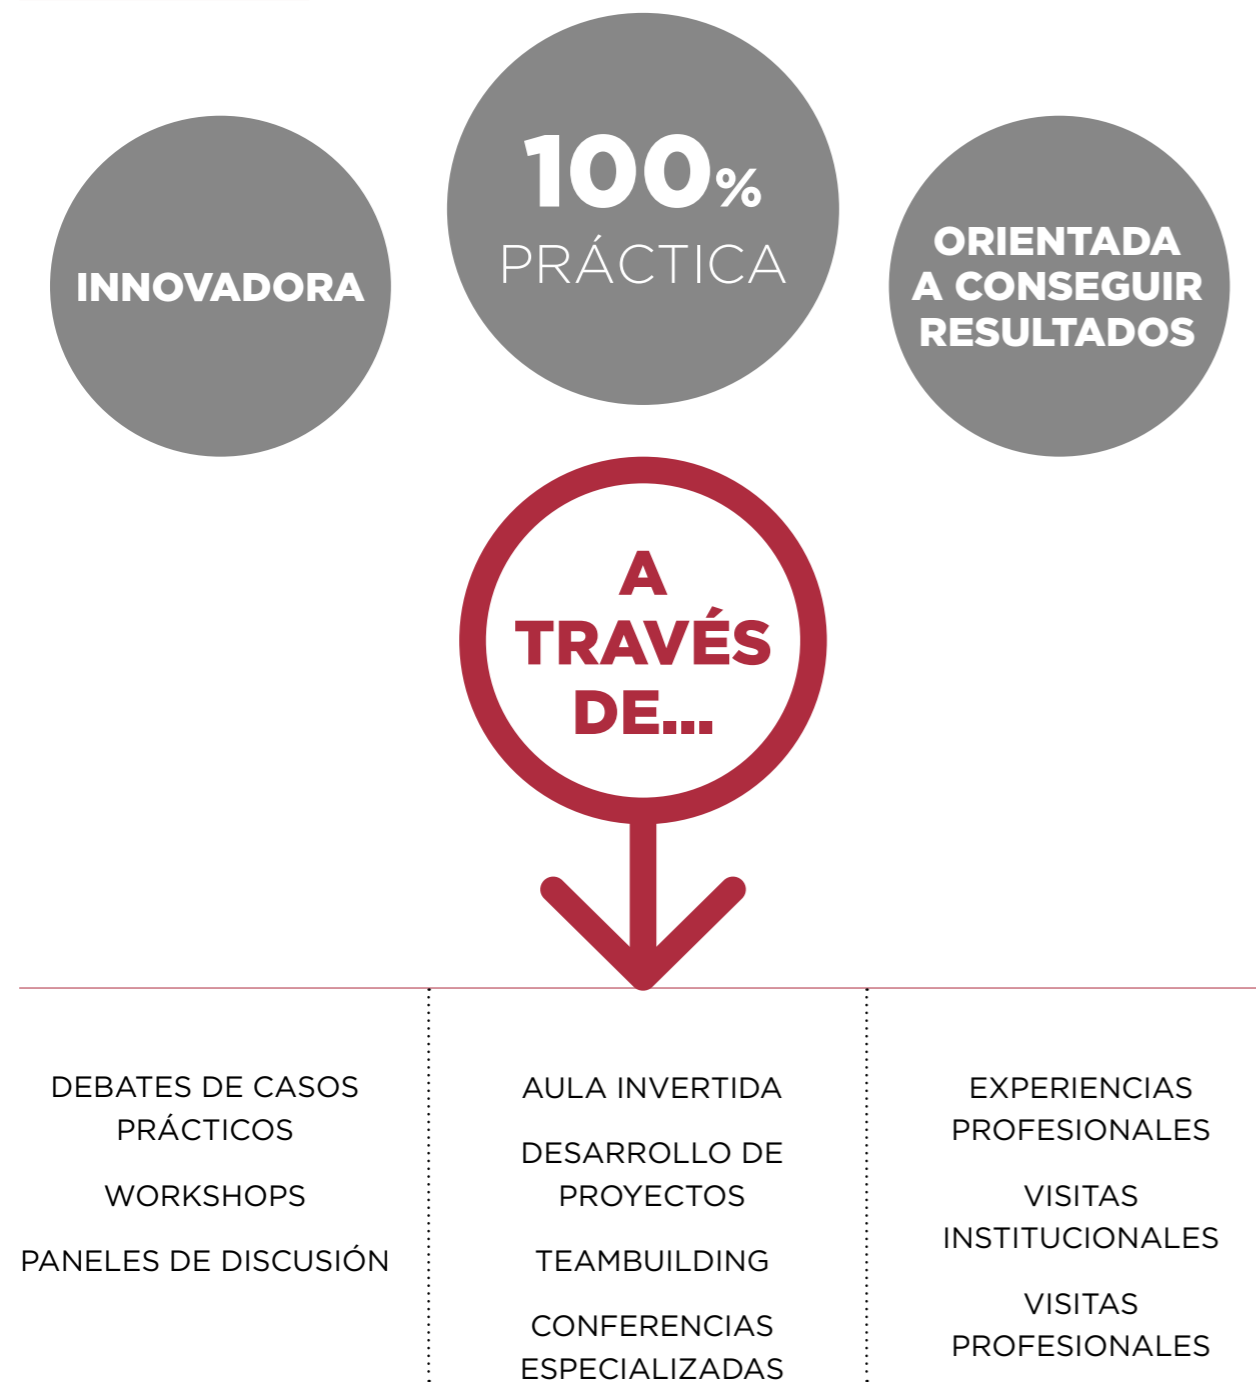 INNOVADORA
100%
PRÁCTICA
ORIENTADA
A CONSEGUIR
RESULTADOS
A
TRAVÉS
DE...
DEBATES DE CASOS
PRÁCTICOS
WORKSHOPS
PANELES DE DISCUSIÓN
AULA INVERTIDA
DESARROLLO DE
PROYECTOS
TEAMBUILDING
CONFERENCIAS
ESPECIALIZADAS
EXPERIENCIAS
PROFESIONALES
VISITAS
INSTITUCIONALES
VISITAS
PROFESIONALES